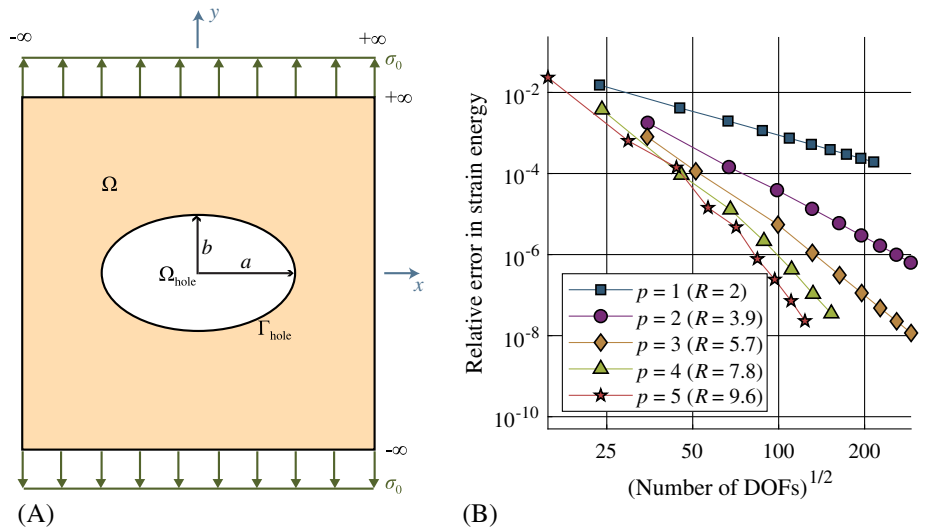 y
-∞
+∞
σ0
+∞
Ω
b
a
Ωhole
x
Γhole
-∞
σ0
(A)
Relative error in strain energy
10^-2
10^-4
10^-6
10^-8
10^-10
p = 1 (R = 2)
p = 2 (R = 3.9)
p = 3 (R = 5.7)
p = 4 (R = 7.8)
p = 5 (R = 9.6)
25 50 100 200
(Number of DOFs)^1/2
(B)